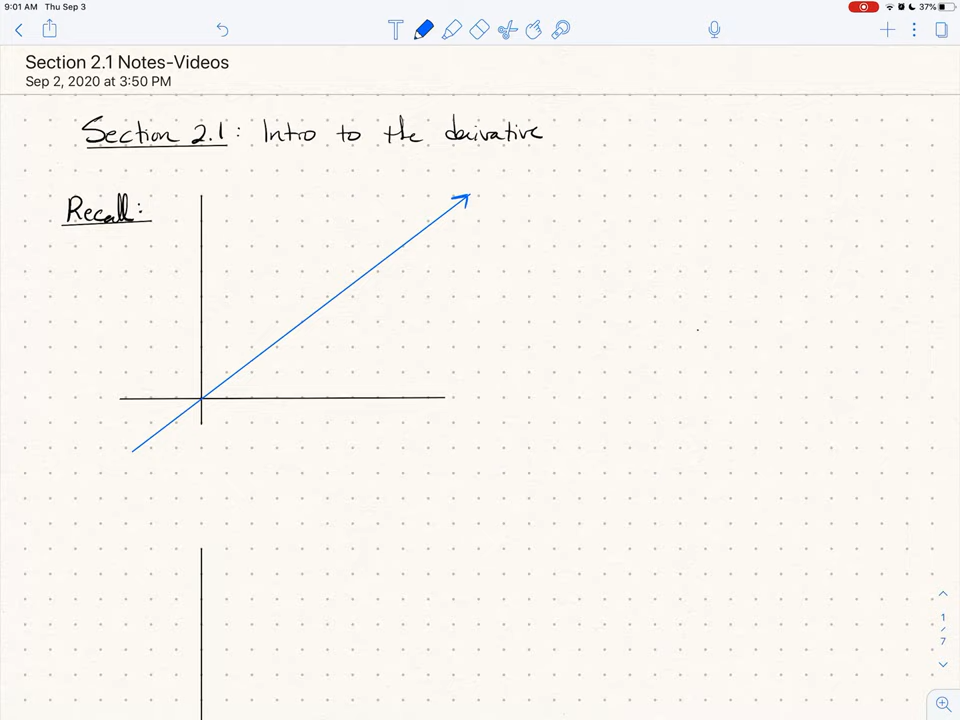 9:01 AM Thu Sep 3
37%
T
Section 2.1 Notes-Videos
Sep 2, 2020 at 3:50 PM
Section 2.1: Intro to the derivative
Recall:
1
/
7